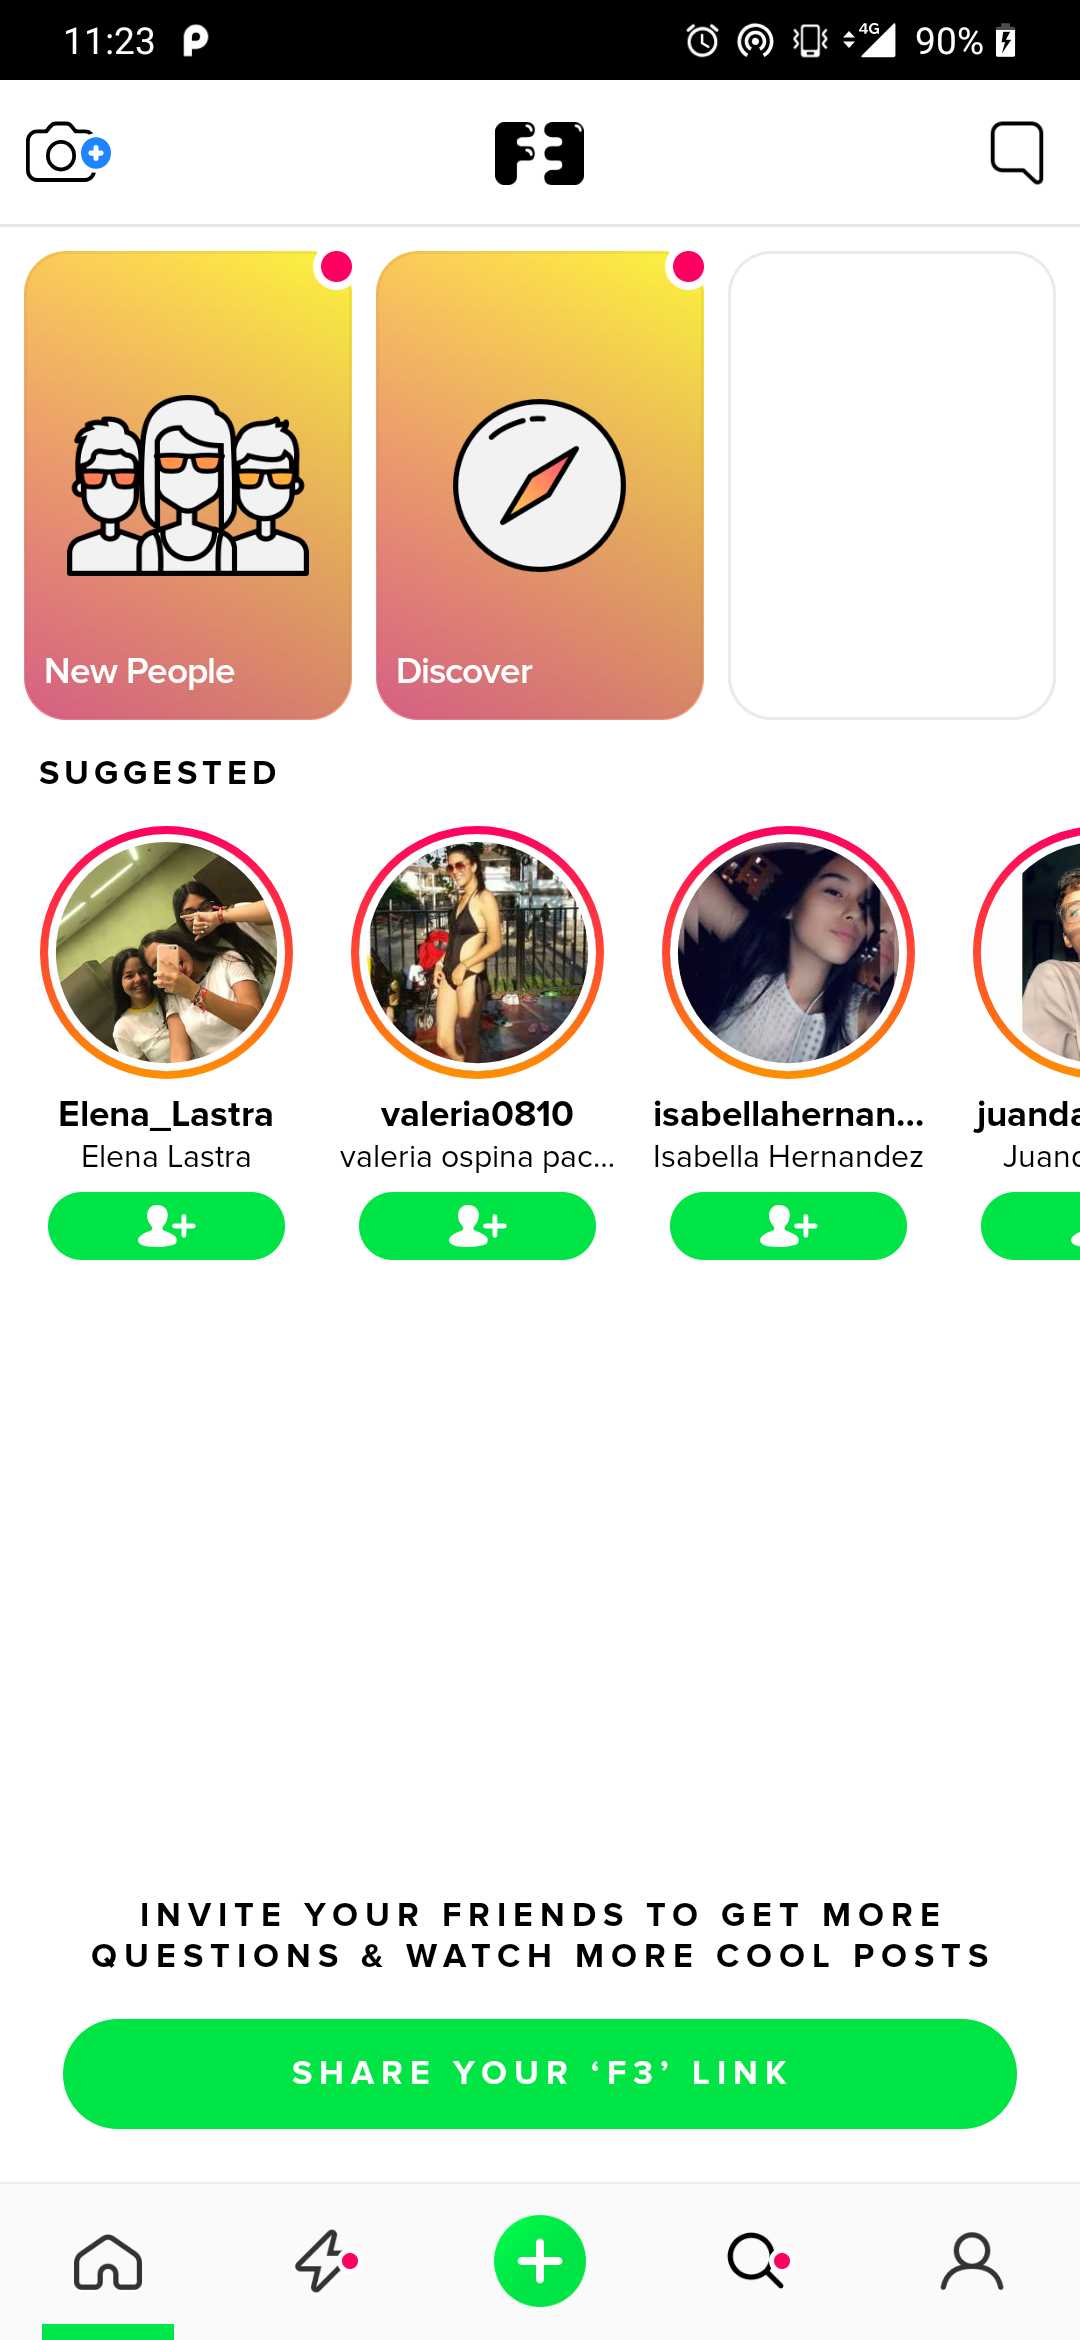 11:23
4G
90%
F3
New People
Discover
SUGGESTED
Elena_Lastra
valeria0810
isabellahernan...
juanda
Elena Lastra
valeria ospina pac...
Isabella Hernandez
Juand
INVITE YOUR FRIENDS TO GET MORE
QUESTIONS & WATCH MORE COOL POSTS
SHARE YOUR ‘F3’ LINK